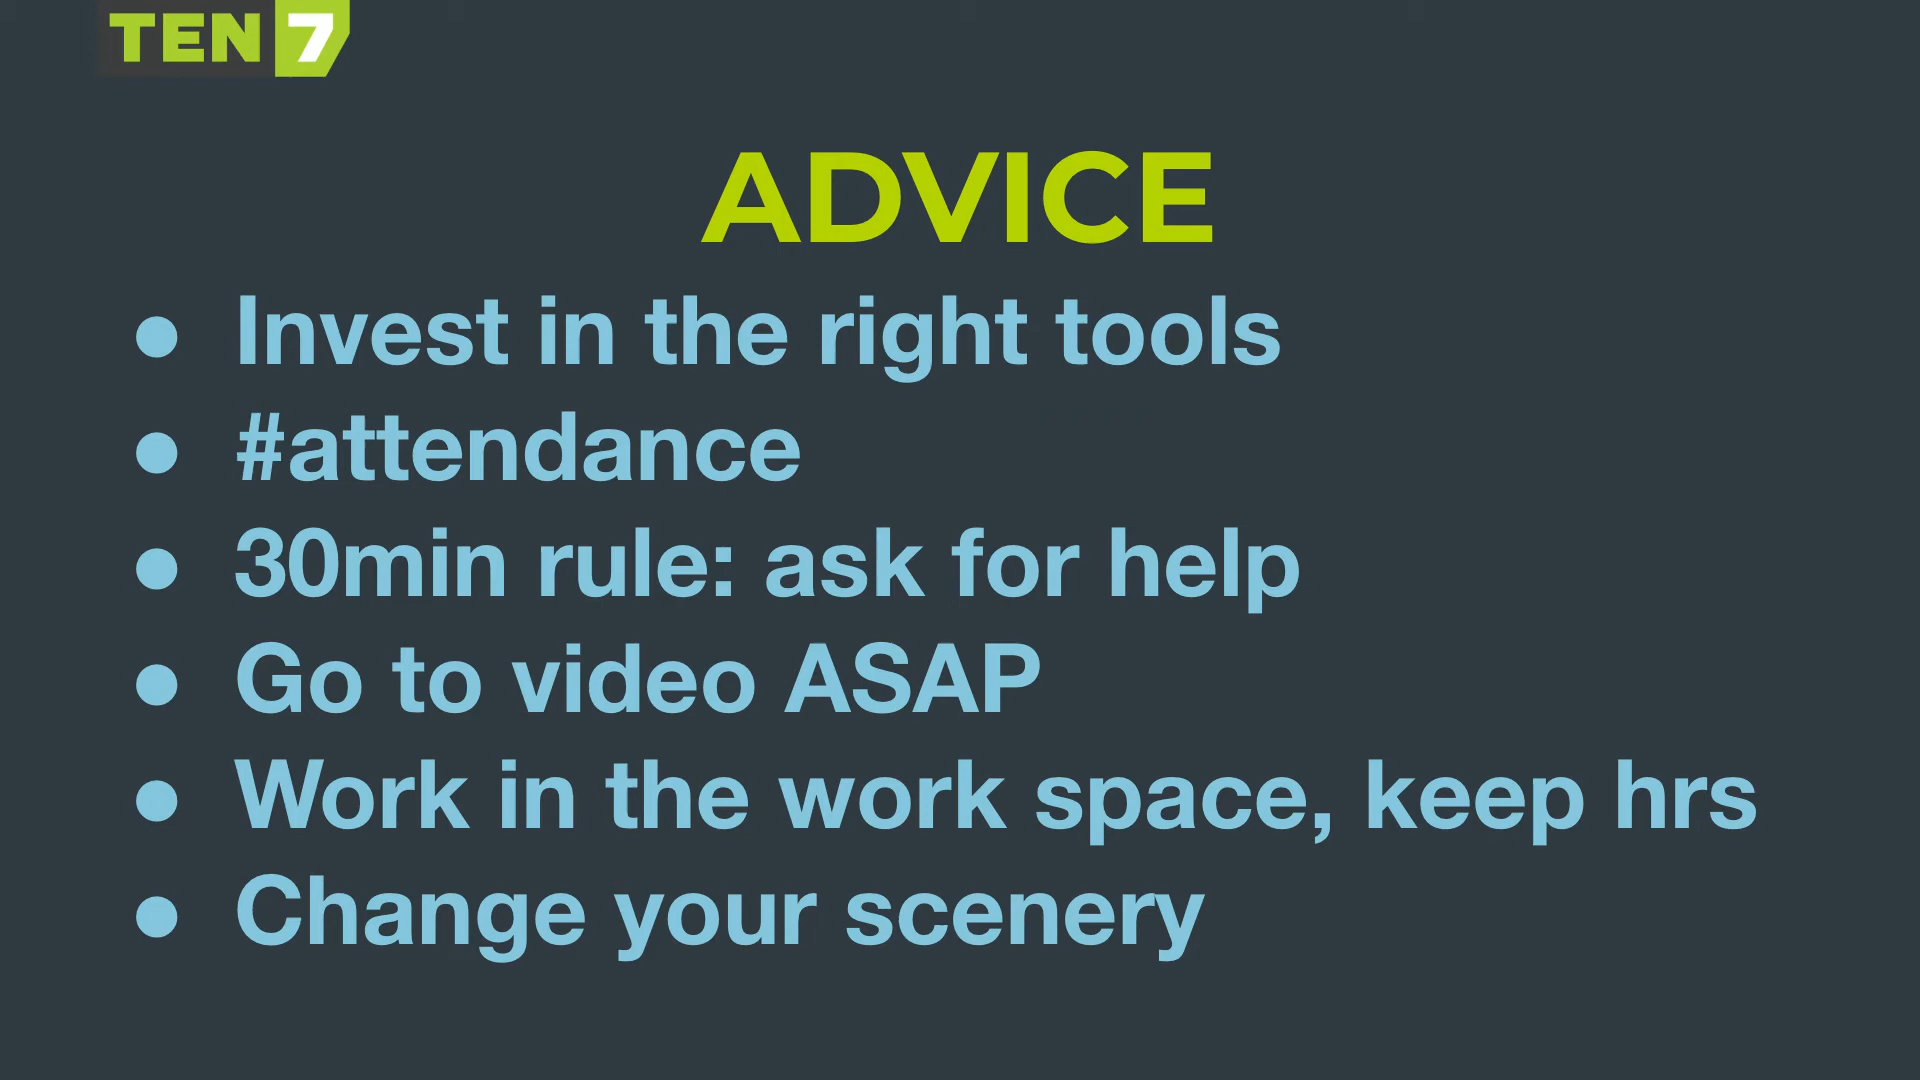 TEN7
ADVICE
● Invest in the right tools
● #attendance
● 30min rule: ask for help
● Go to video ASAP
● Work in the work space, keep hrs
● Change your scenery